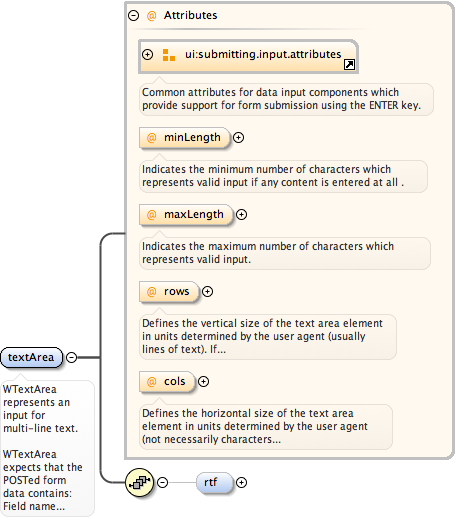 @ Attributes
ui:submitting.input.attributes
Common attributes for data input components which
provide support for form submission using the ENTER key.
@ minLength
Indicates the minimum number of characters which
represents valid input if any content is entered at all .
@ maxLength
Indicates the maximum number of characters which
represents valid input.
@ rows
Defines the vertical size of the text area element
in units determined by the user agent (usually
lines of text). If...
@ cols
Defines the horizontal size of the text area
element in units determined by the user agent
(not necessarily characters...
textArea
WTextArea
represents an
input for
multi-line text.
WTextArea
expects that the
POSTed form
data contains:
Field name...
rtf